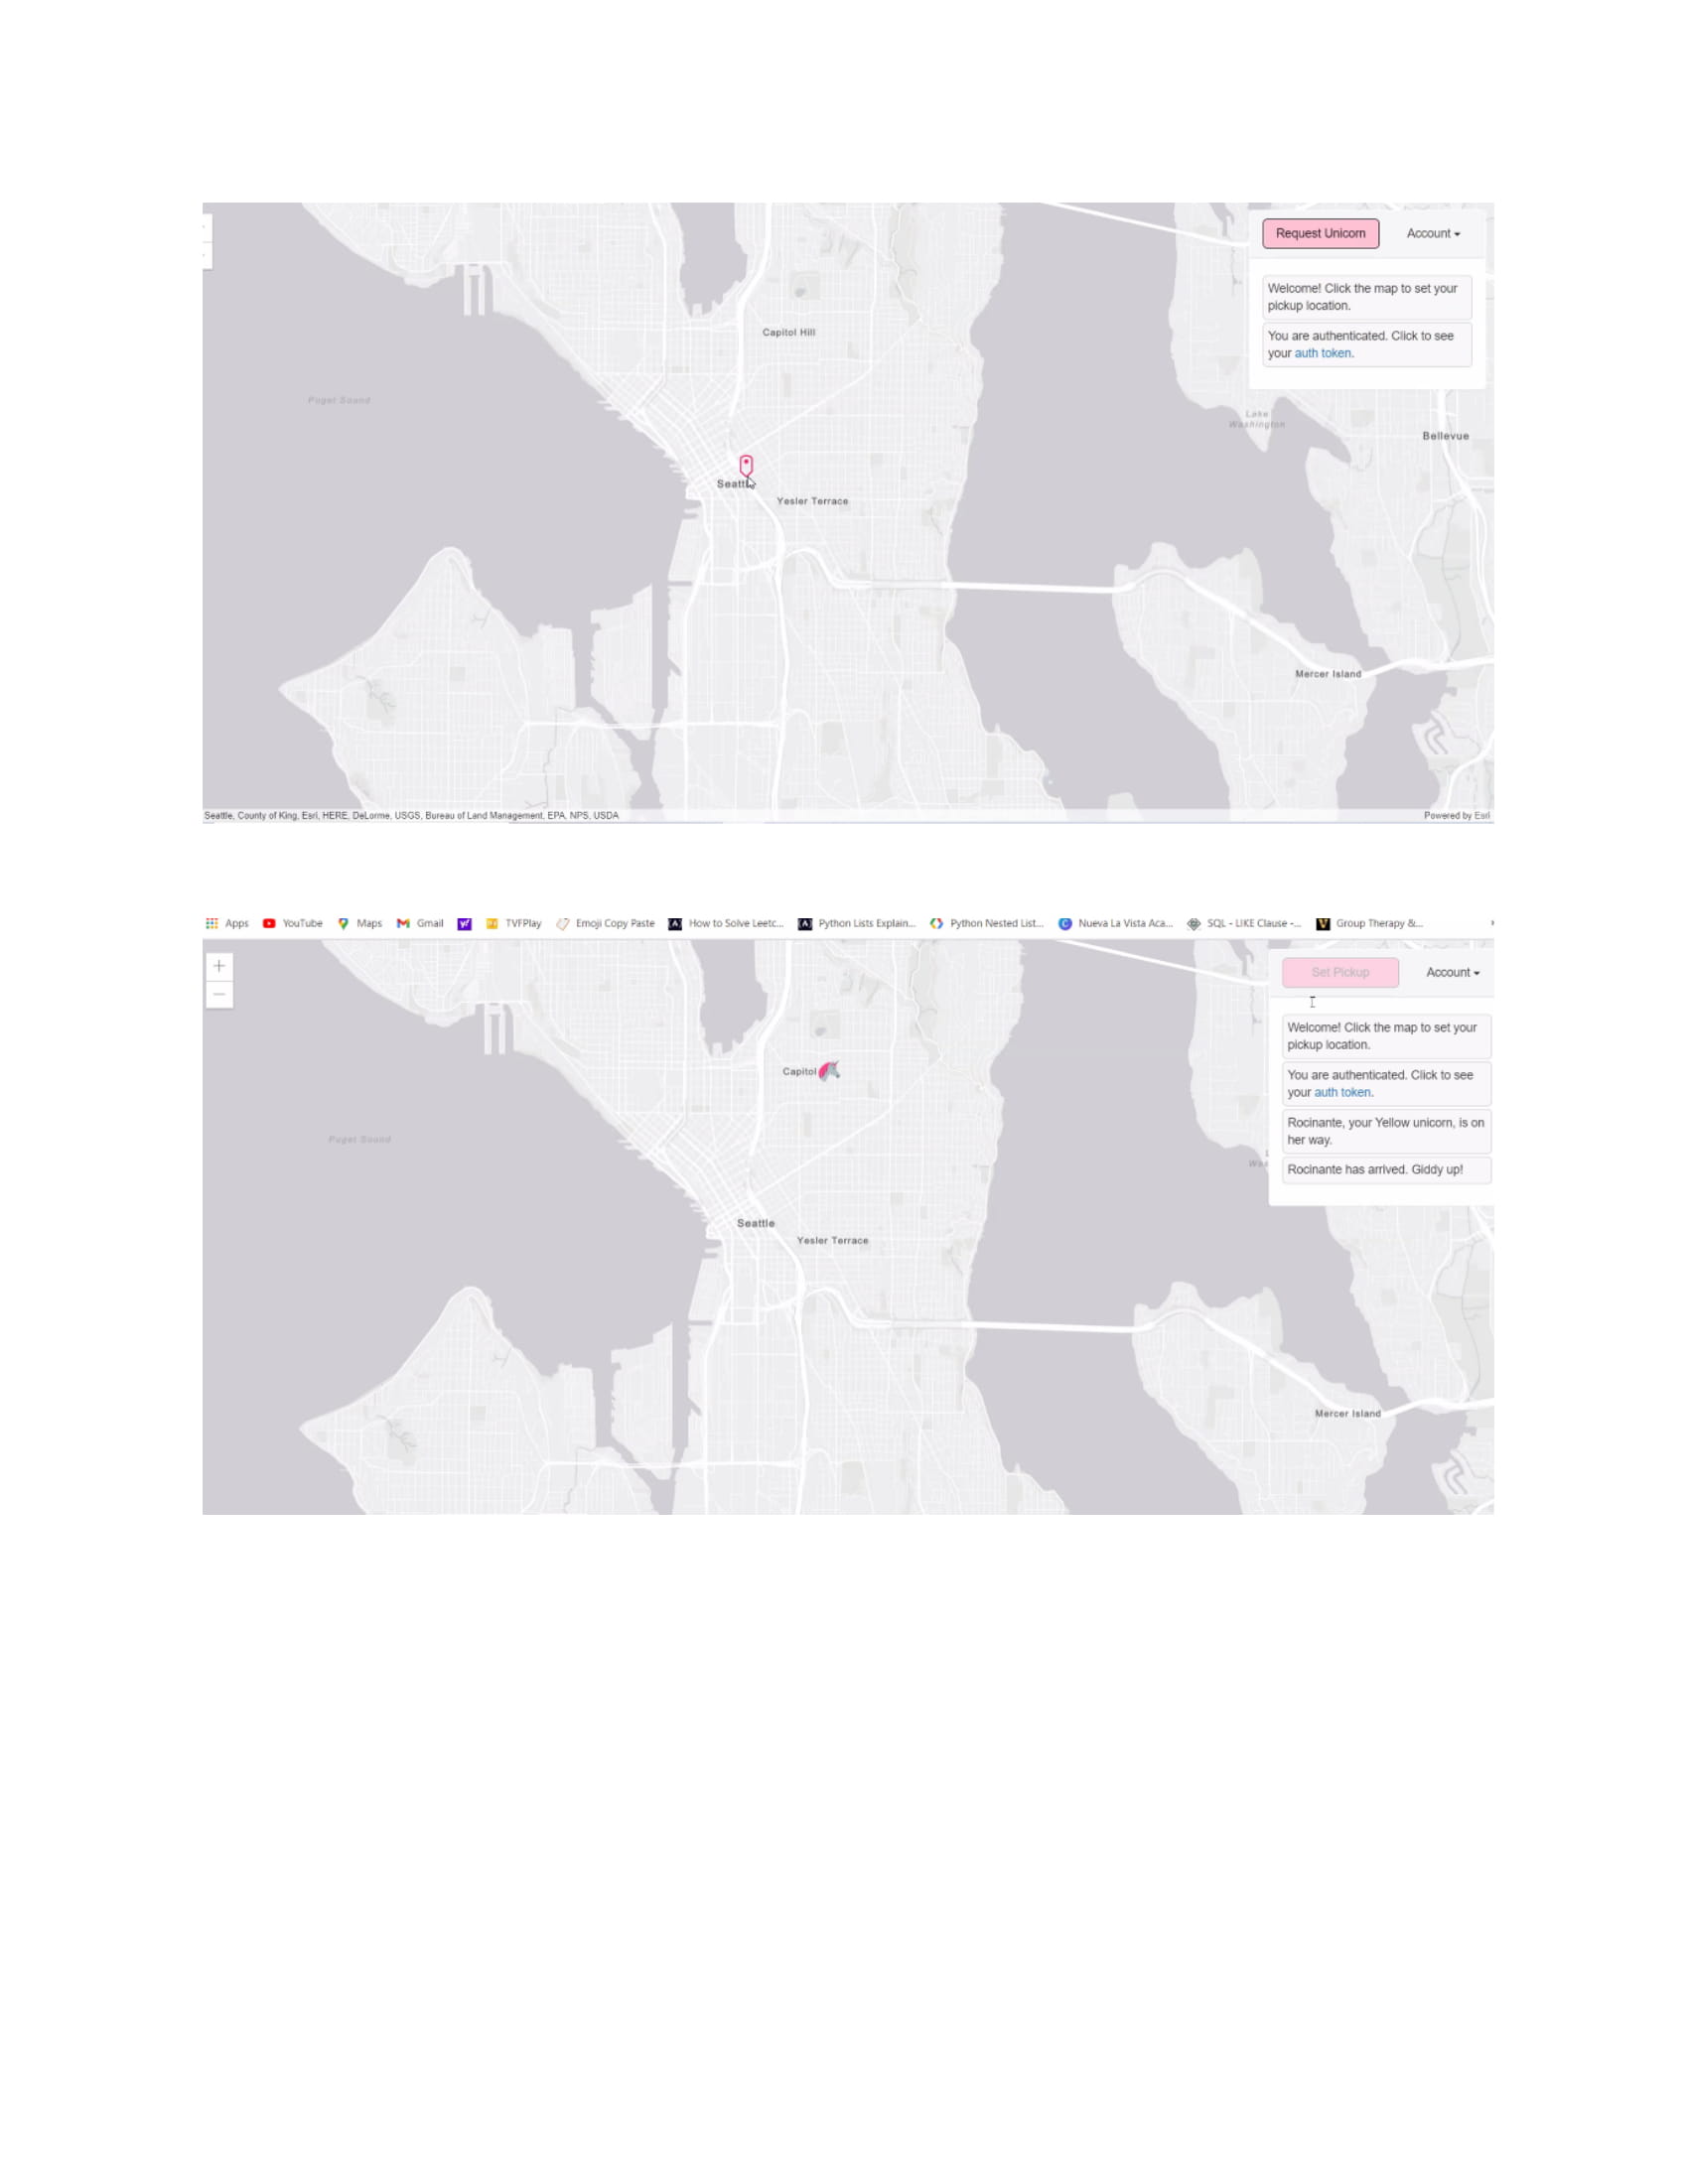 Request Unicorn
Account
Welcome! Click the map to set your
pickup location.
You are authenticated. Click to see
your auth token.
Capitol Hill
Puget Sound
Lake
Washington
Bellevue
Yesler Terrace
Mercer Island
Seattle, County of King, Esri, HERE, DeLorme, USGS, Bureau of Land Management, EPA, NPS, USDA
Powered by Esri
Apps YouTube Maps Gmail TVFPlay Emoji Copy Paste How to Solve Leetc... Python Lists Explain... Python Nested List... Nueva La Vista Aca... SQL - LIKE Clause -... Group Therapy &...
Set Pickup
Account
Welcome! Click the map to set your
pickup location.
You are authenticated. Click to see
your auth token.
Rocinante, your Yellow unicorn, is on
her way.
Rocinante has arrived. Giddy up!
Capitol
Puget Sound
Seattle
Yesler Terrace
Mercer Island